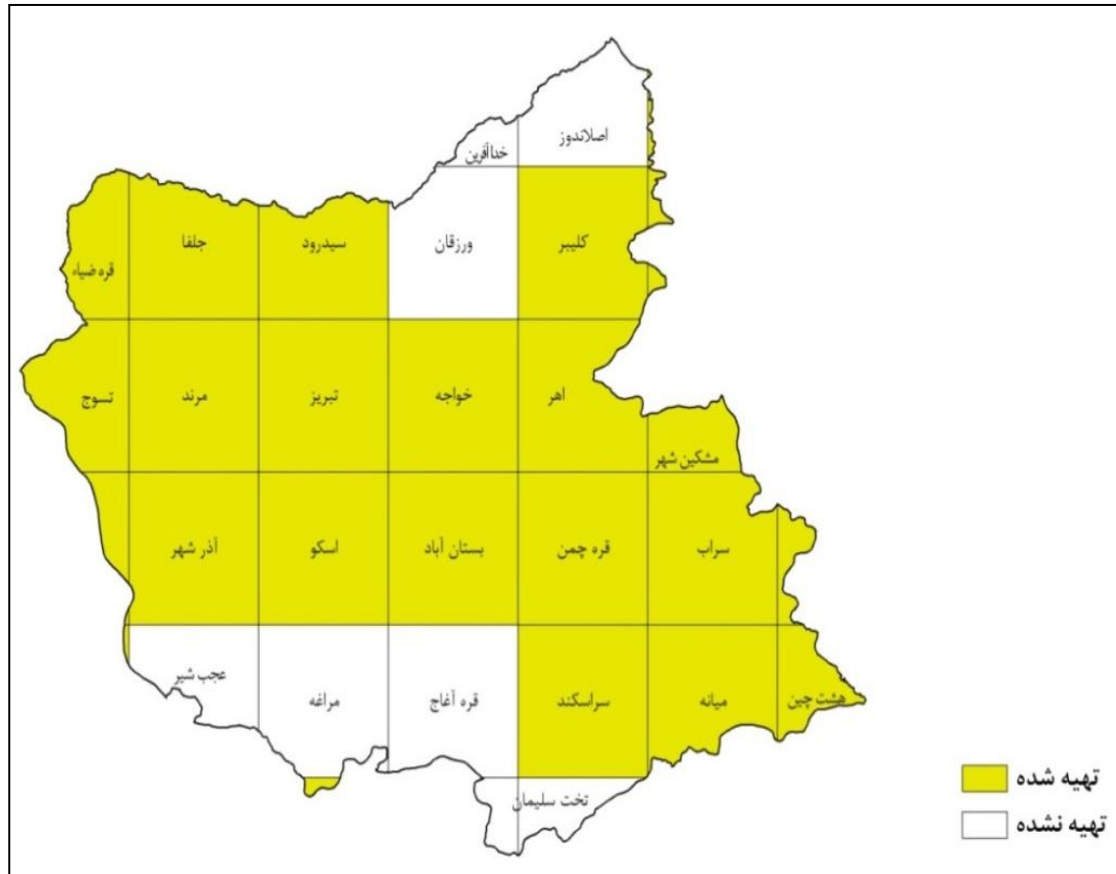 اصلاندوز
خداآفرین
کلیبر
ورزقان
سیدرود
جلفا
قره ضیاء
اهر
خواجه
تبریز
مرند
تسوج
مشکین شهر
سراب
قره چمن
بستان آباد
اسکو
آذر شهر
هشت چین
میانه
سراسکند
قره آغاج
مراغه
عجب شیر
تخت سلیمان
تهیه شده
تهیه نشده